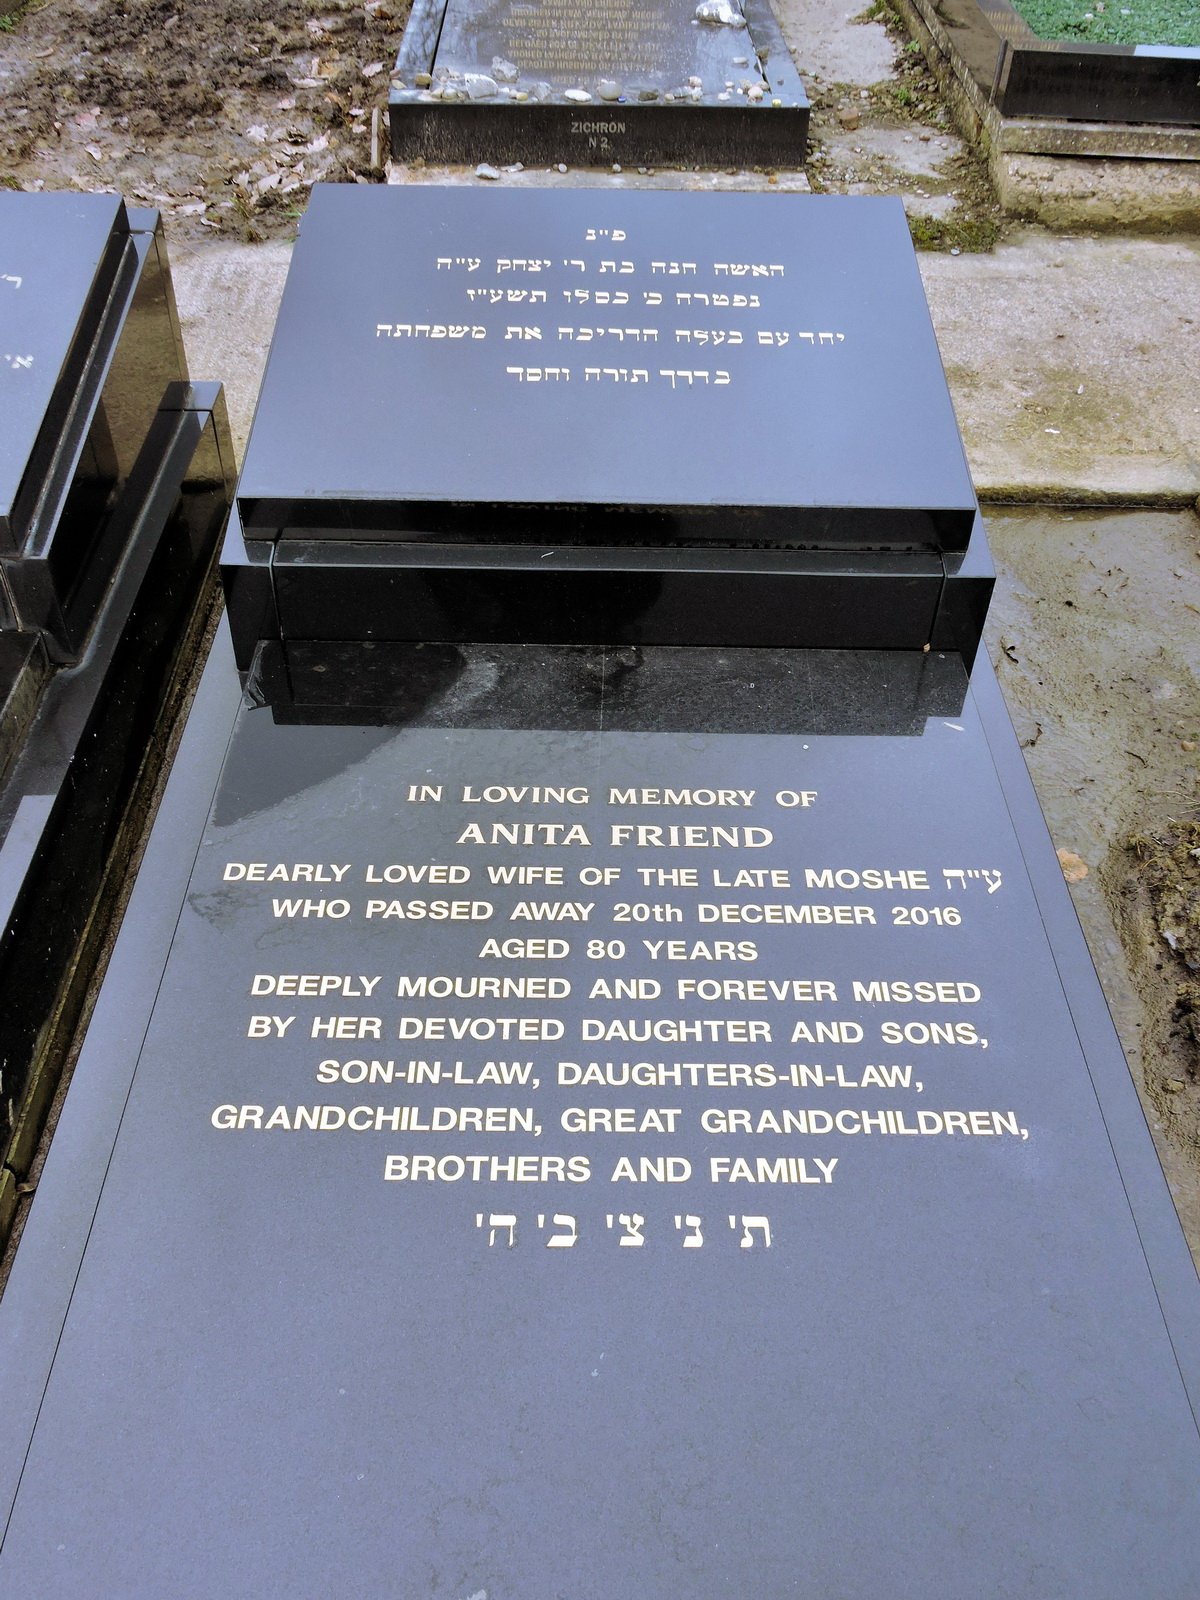 ZICHRON
N 2
פ"נ
האשה חנה בת ר' יצחק ע"ה
נפטרה כ' כסלו תשע"ז
יחד עם בעלה הדריכה את משפחתה
בדרך תורה וחסד
IN LOVING MEMORY OF
ANITA FRIEND
DEARLY LOVED WIFE OF THE LATE MOSHE ע"ה
WHO PASSED AWAY 20th DECEMBER 2016
AGED 80 YEARS
DEEPLY MOURNED AND FOREVER MISSED
BY HER DEVOTED DAUGHTER AND SONS,
SON-IN-LAW, DAUGHTERS-IN-LAW,
GRANDCHILDREN, GREAT GRANDCHILDREN,
BROTHERS AND FAMILY
ת' נ' צ' ב' ה'